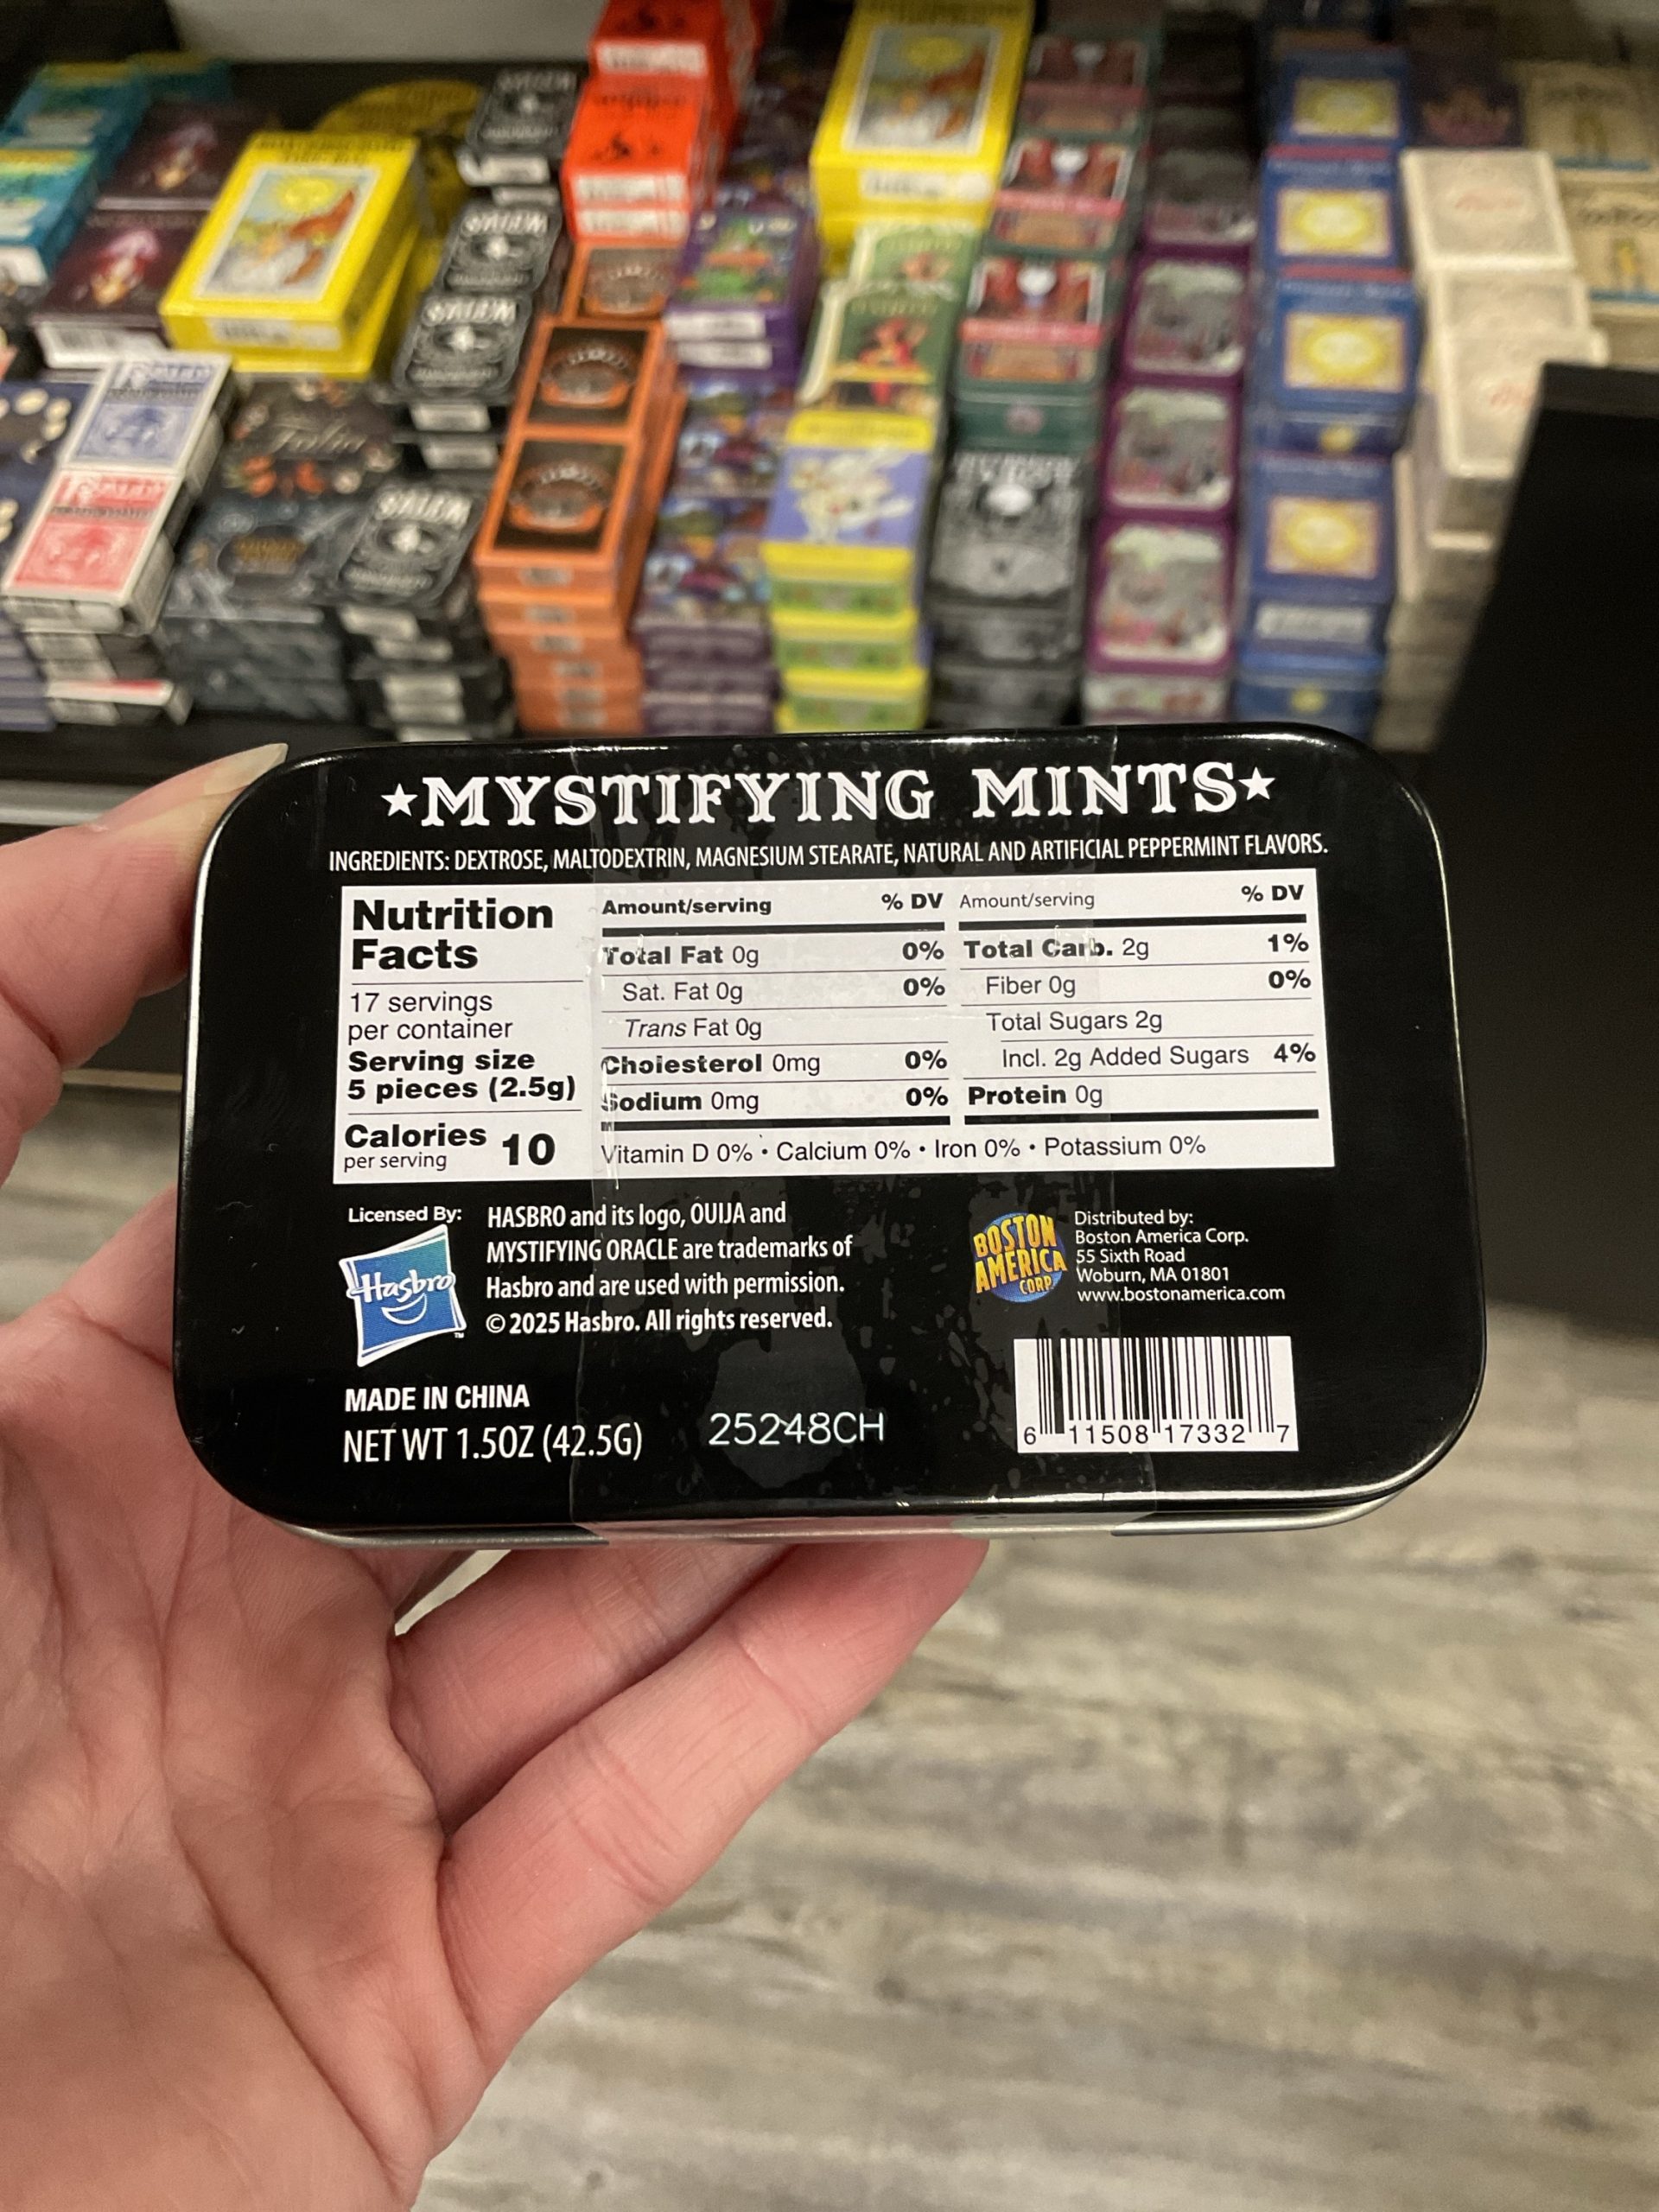 SALEM
SALEM
SALEM
SALEM
★MYSTIFYING MINTS★
INGREDIENTS: DEXTROSE, MALTODEXTRIN, MAGNESIUM STEARATE, NATURAL AND ARTIFICIAL PEPPERMINT FLAVORS.
Nutrition
Facts
17 servings
per container
Serving size
5 pieces (2.5g)
Calories 10
per serving
Amount/serving % DV
Total Fat 0g 0%
Sat. Fat 0g 0%
Trans Fat 0g
Cholesterol 0mg 0%
Sodium 0mg 0%
Amount/serving % DV
Total Carb. 2g 1%
Fiber 0g 0%
Total Sugars 2g
Incl. 2g Added Sugars 4%
Protein 0g
Vitamin D 0% • Calcium 0% • Iron 0% • Potassium 0%
Licensed By:
Hasbro
TM
HASBRO and its logo, OUIJA and
MYSTIFYING ORACLE are trademarks of
Hasbro and are used with permission.
© 2025 Hasbro. All rights reserved.
BOSTON
AMERICA
CORP
Distributed by:
Boston America Corp.
55 Sixth Road
Woburn, MA 01801
www.bostonamerica.com
MADE IN CHINA
NET WT 1.5OZ (42.5G)
25248CH
6 11508 17332 7